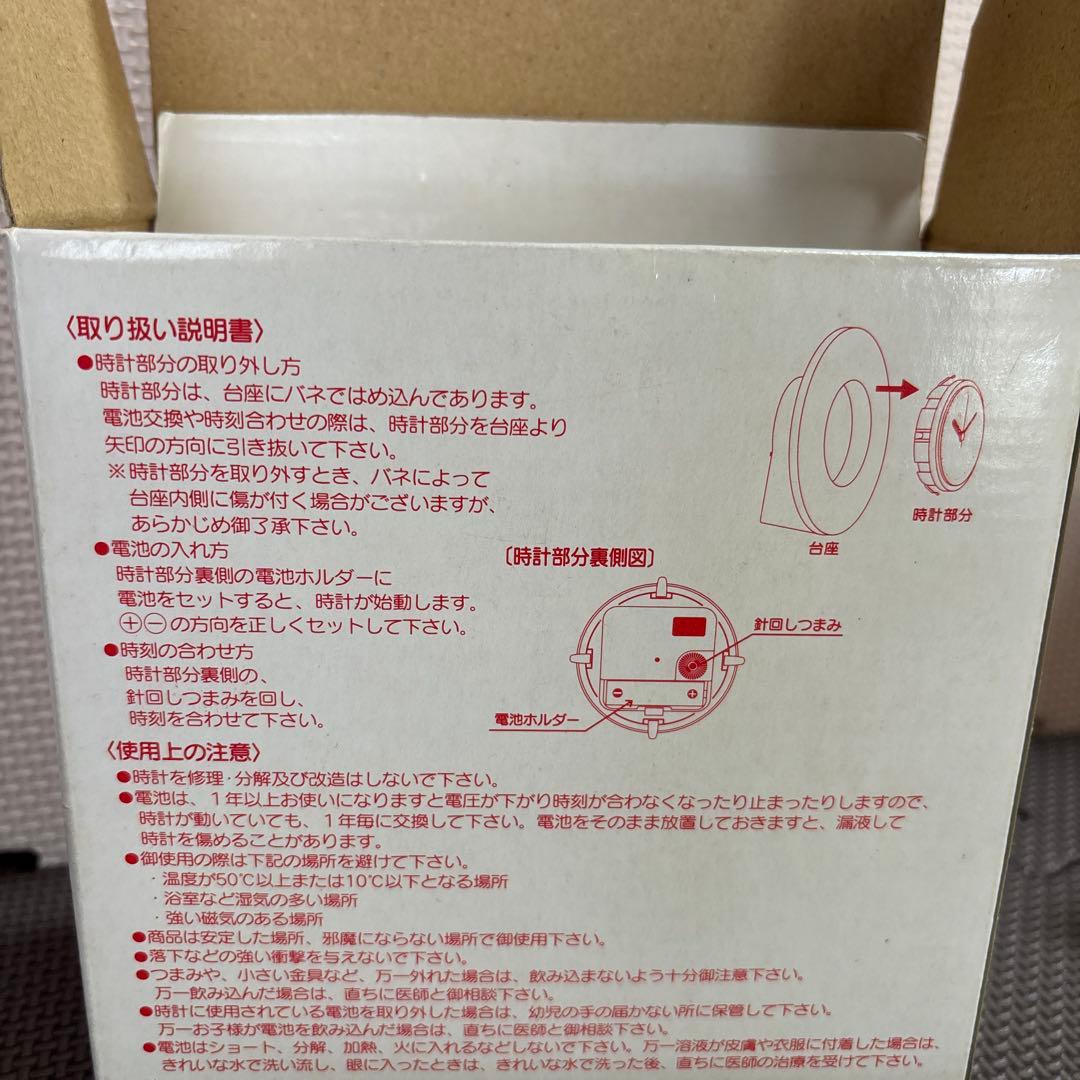 〈取り扱い説明書〉
●時計部分の取り外し方
時計部分は、台座にバネではめ込んであります。
電池交換や時刻合わせの際は、時計部分を台座より
矢印の方向に引き抜いて下さい。
※時計部分を取り外すとき、バネによって
台座内側に傷が付く場合がございますが、
あらかじめ御了承下さい。
台座
時計部分
●電池の入れ方
時計部分裏側の電池ホルダーに
電池をセットすると、時計が始動します。
⊕⊖の方向を正しくセットして下さい。
●時刻の合わせ方
時計部分裏側の、
針回しつまみを回し、
時刻を合わせて下さい。
〔時計部分裏側図〕
針回しつまみ
⊖ ⊕
電池ホルダー
〈使用上の注意〉
●時計を修理・分解及び改造はしないで下さい。
●電池は、1年以上お使いになりますと電圧が下がり時刻が合わなくなったり止まったりしますので、
時計が動いていても、1年毎に交換して下さい。電池をそのまま放置しておきますと、漏液して
時計を傷めることがあります。
●御使用の際は下記の場所を避けて下さい。
・温度が50℃以上または10℃以下となる場所
・浴室など湿気の多い場所
・強い磁気のある場所
●商品は安定した場所、邪魔にならない場所で御使用下さい。
●落下などの強い衝撃を与えないで下さい。
●つまみや、小さい金具など、万一外れた場合は、飲み込まないよう十分御注意下さい。
万一飲み込んだ場合は、直ちに医師と御相談下さい。
●時計に使用されている電池を取り外した場合は、幼児の手の届かない所に保管して下さい。
万一お子様が電池を飲み込んだ場合は、直ちに医師と御相談下さい。
●電池はショート、分解、加熱、火に入れるなどしないで下さい。万一溶液が皮膚や衣服に付着した場合は、
きれいな水で洗い流し、眼に入ったときは、きれいな水で洗った後、直ちに医師の治療を受けて下さい。